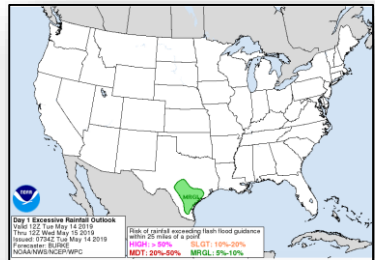 NOAA
MRGL
Day 1 Excessive Rainfall Outlook
Valid 12Z Tue May 14 2019
Thru 12Z Wed May 15 2019
Issued: 0734Z Tue May 14 2019
Forecaster: BURKE
NOAA/NWS/NCEP/WPC
Risk of rainfall exceeding flash flood guidance
within 25 miles of a point
HIGH: > 50% SLGT: 10%-20%
MDT: 20%-50% MRGL: 5%-10%